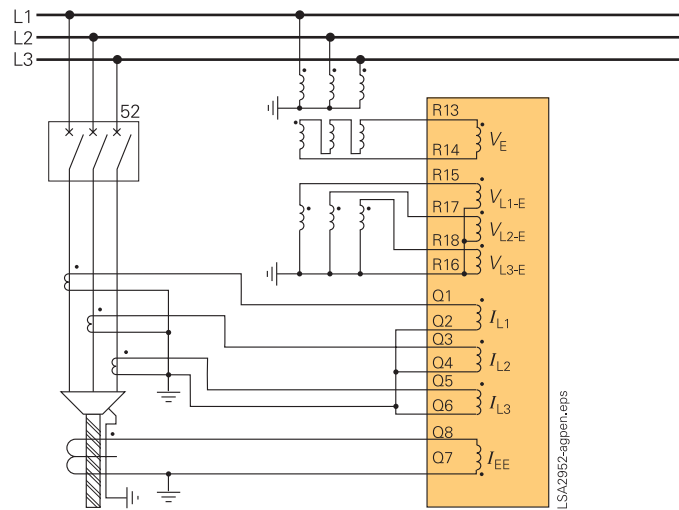 L1
L2
L3
52
R13
R14
V_E
R15
R17
R18
R16
V_L1-E
V_L2-E
V_L3-E
Q1
Q2
I_L1
Q3
Q4
I_L2
Q5
Q6
I_L3
Q8
Q7
I_EE
LSA2952-agpen.eps